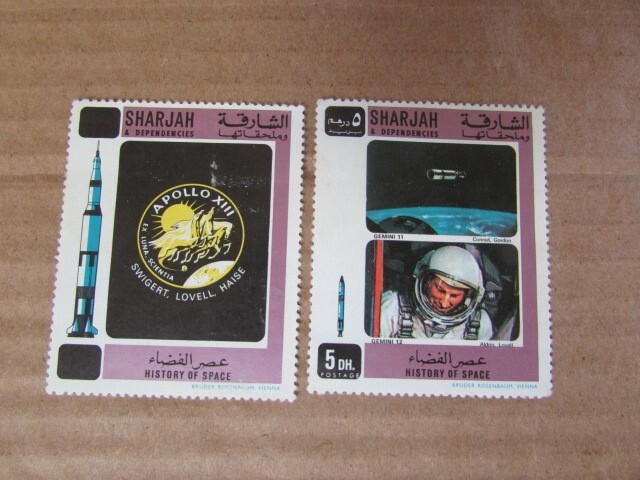 SHARJAH الشارقة
& DEPENDENCIES وملحقاتها
APOLLO XIII
EX LUNA, SCIENTIA
SWIGERT, LOVELL, HAISE
عصر الفضاء
HISTORY OF SPACE
BRUDER ROSENBAUM, VIENNA
٥ SHARJAH الشارقة
درهم & DEPENDENCIES وملحقاتها
بريد
GEMINI 11 Conrad, Gordon
GEMINI 12 Aldrin, Lovell
عصر الفضاء
5 DH. HISTORY OF SPACE
POSTAGE
BRUDER ROSENBAUM, VIENNA